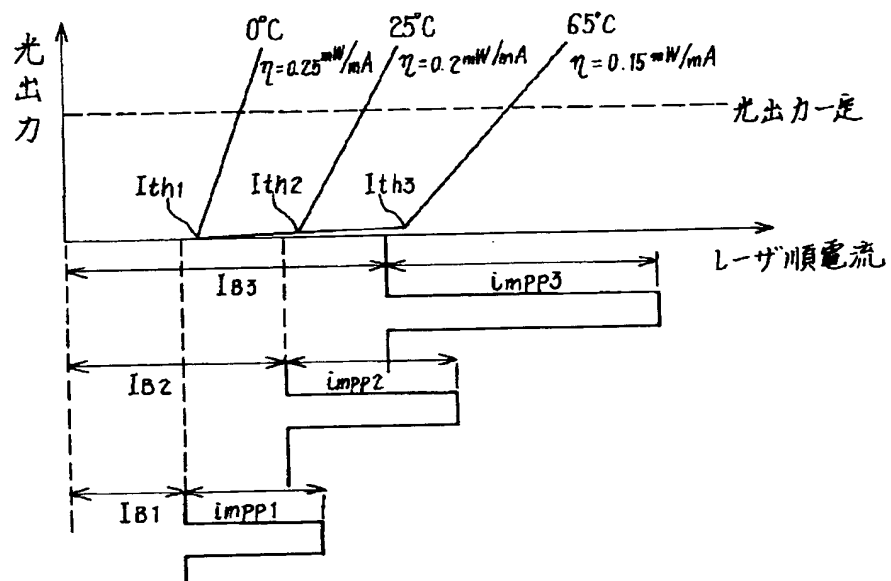 光出力
0°C
25°C
65°C
η=0.25mW/mA
η=0.2mW/mA
η=0.15mW/mA
光出力一定
Ith1
Ith2
Ith3
レーザ順電流
IB3
impp3
IB2
impp2
IB1
impp1